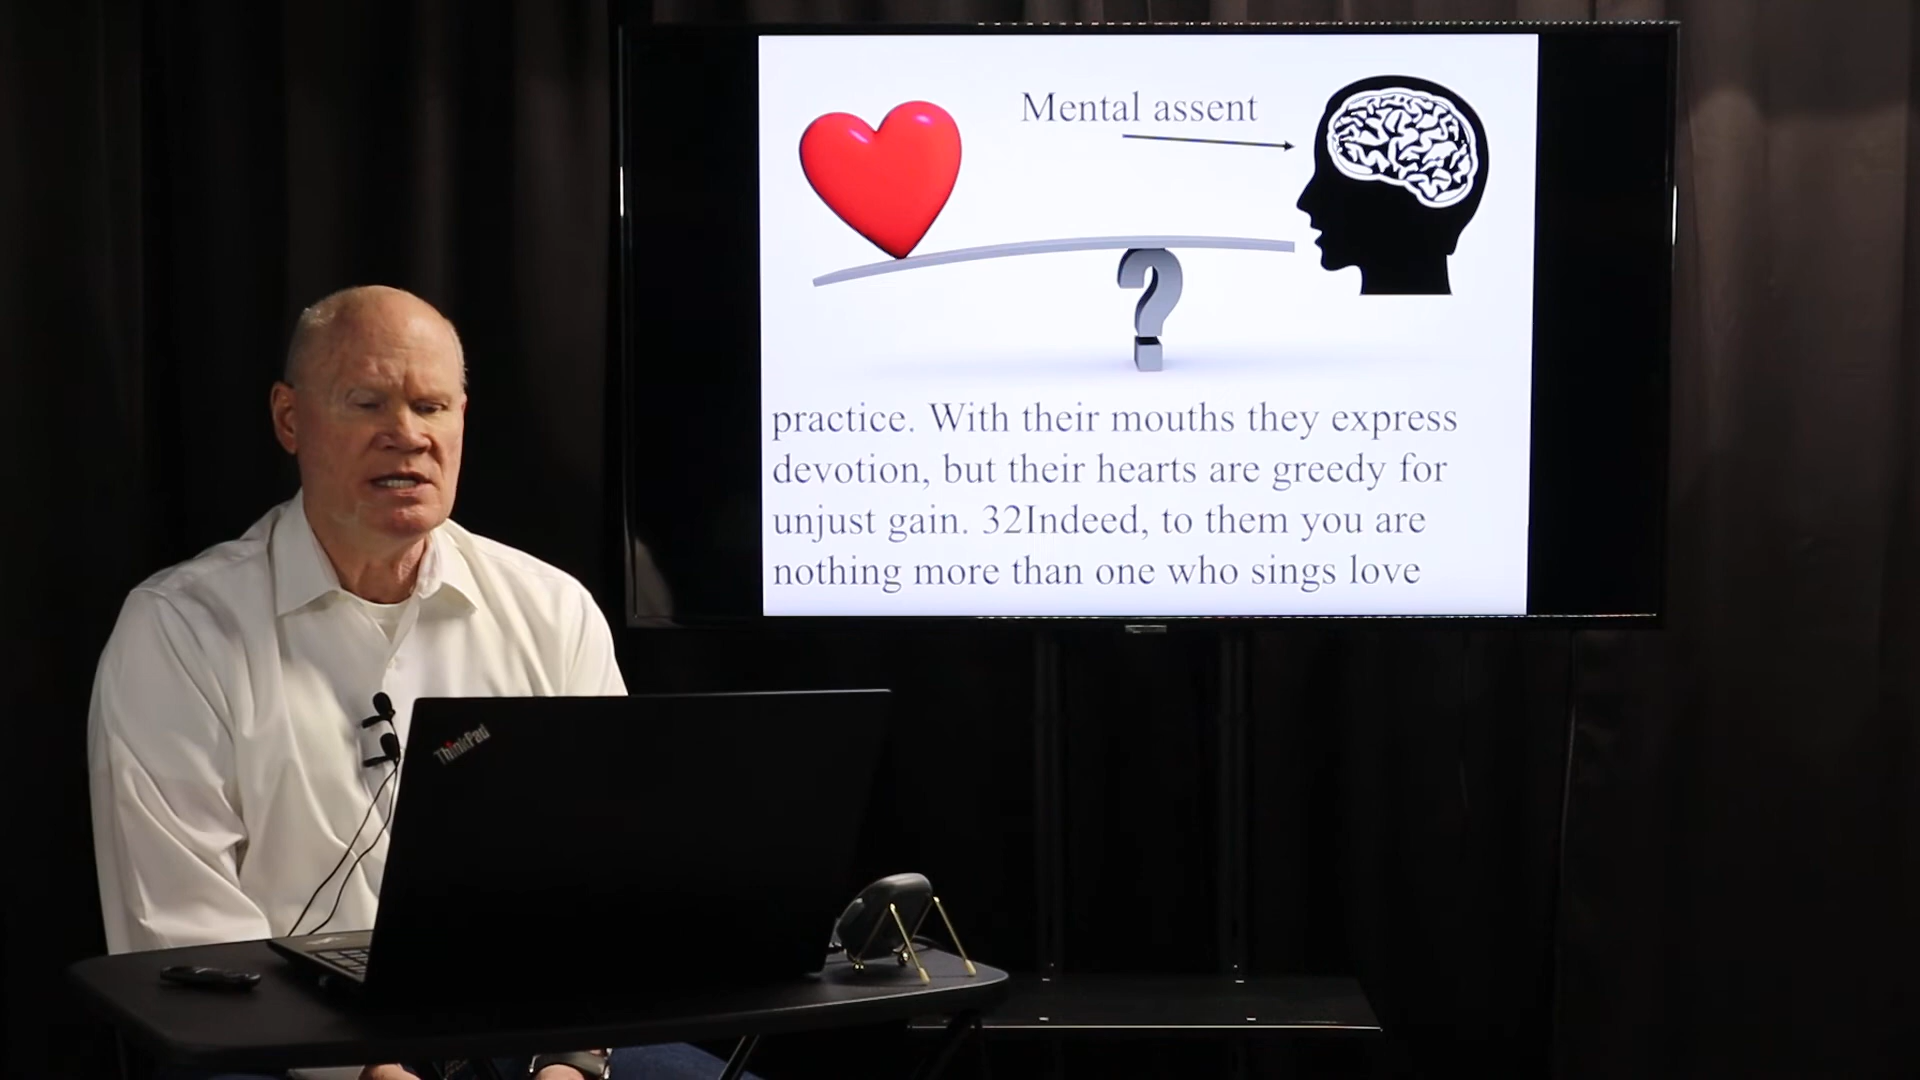 Mental assent
practice. With their mouths they express
devotion, but their hearts are greedy for
unjust gain. 32Indeed, to them you are
nothing more than one who sings love
ThinkPad